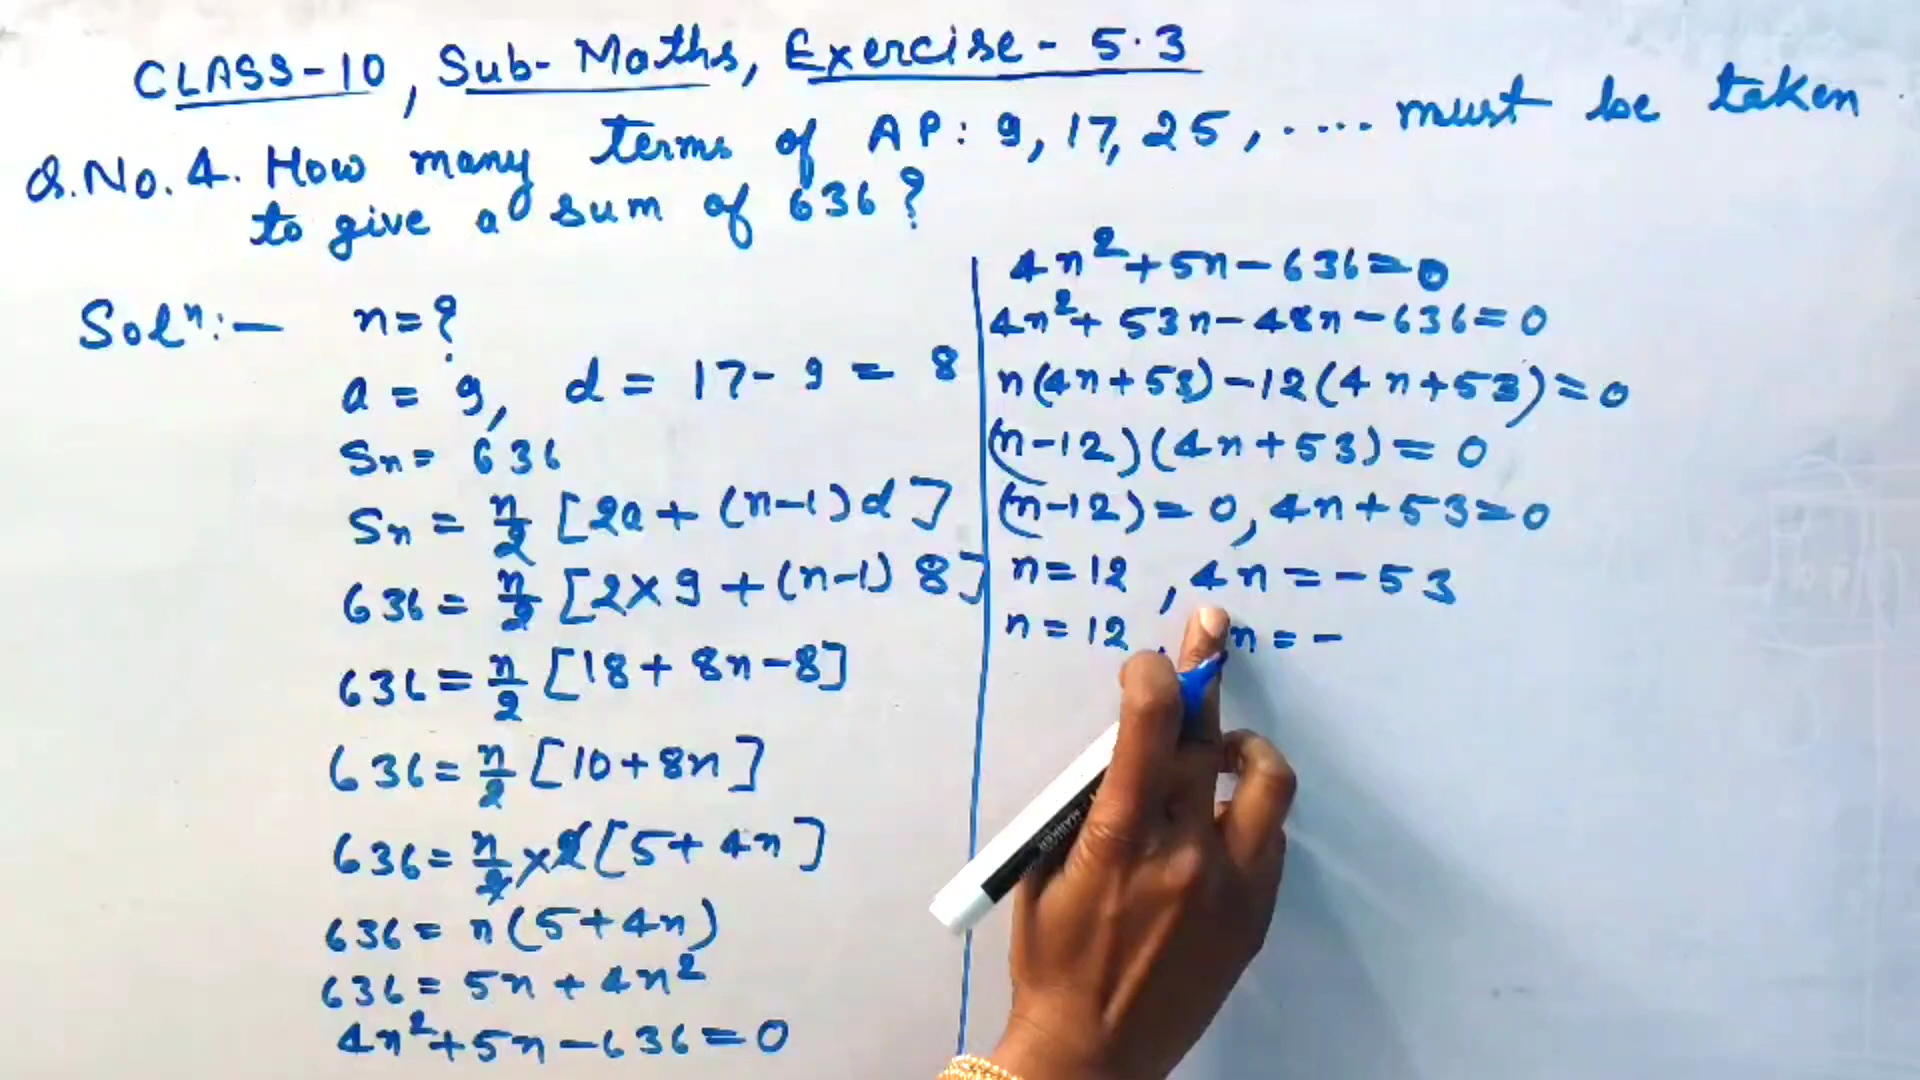 CLASS-10, Sub-Maths, Exercise-5.3
Q.No.4. How many terms of AP: 9, 17, 25, .... must be taken
to give a sum of 636?
Solⁿ:- n=?
a = 9, d = 17-9 = 8
Sn= 636
Sn = n/2 [2a + (n-1)d]
636 = n/2 [2×9 + (n-1) 8]
636 = n/2 [18 + 8n-8]
636 = n/2 [10+8n]
636 = n/2 ×2 [5+4n]
636 = n(5+4n)
636 = 5n + 4n²
4n²+5n-636=0
4n²+5n-636=0
4n²+ 53n-48n-636=0
n(4n+53)-12(4n+53)=0
(n-12)(4n+53)=0
(n-12)=0, 4n+53=0
n=12, 4n=-53
n=12, n=-
MARKER